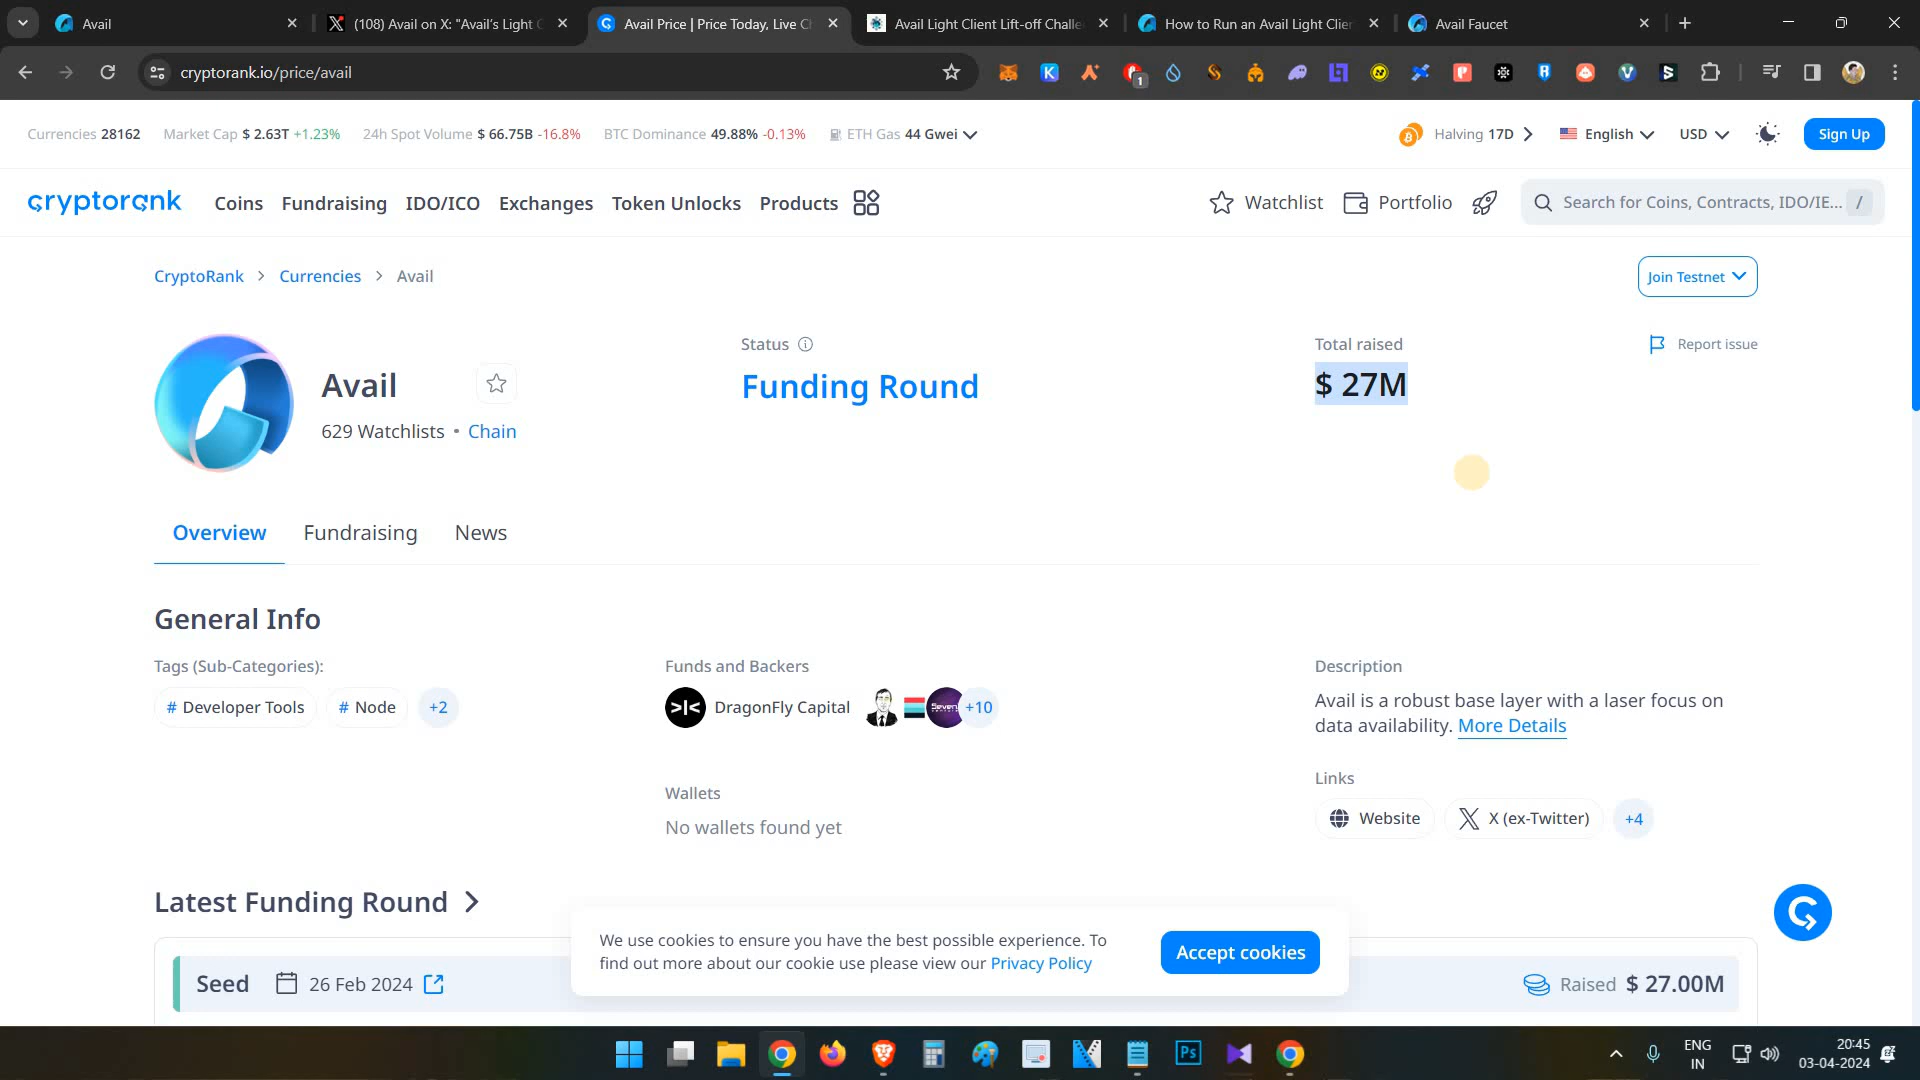 Avail
(108) Avail on X: "Avail's Light C
Avail Price | Price Today, Live Ch
Avail Light Client Lift-off Challe
How to Run an Avail Light Clien
Avail Faucet
cryptorank.io/price/avail
1
Currencies 28162
Market Cap $ 2.63T +1.23%
24h Spot Volume $ 66.75B -16.8%
BTC Dominance 49.88% -0.13%
ETH Gas 44 Gwei
Halving 17D
English
USD
Sign Up
cryptorank
Coins
Fundraising
IDO/ICO
Exchanges
Token Unlocks
Products
Watchlist
Portfolio
Search for Coins, Contracts, IDO/IE... /
CryptoRank > Currencies > Avail
Join Testnet
Avail
629 Watchlists • Chain
Status
Funding Round
Total raised
$ 27M
Report issue
Overview
Fundraising
News
General Info
Tags (Sub-Categories):
# Developer Tools
# Node
+2
Funds and Backers
DragonFly Capital
+10
Wallets
No wallets found yet
Description
Avail is a robust base layer with a laser focus on
data availability. More Details
Links
Website
X (ex-Twitter)
+4
Latest Funding Round
Seed
26 Feb 2024
Raised $ 27.00M
We use cookies to ensure you have the best possible experience. To
find out more about our cookie use please view our Privacy Policy
Accept cookies
Ps
ENG
IN
20:45
03-04-2024